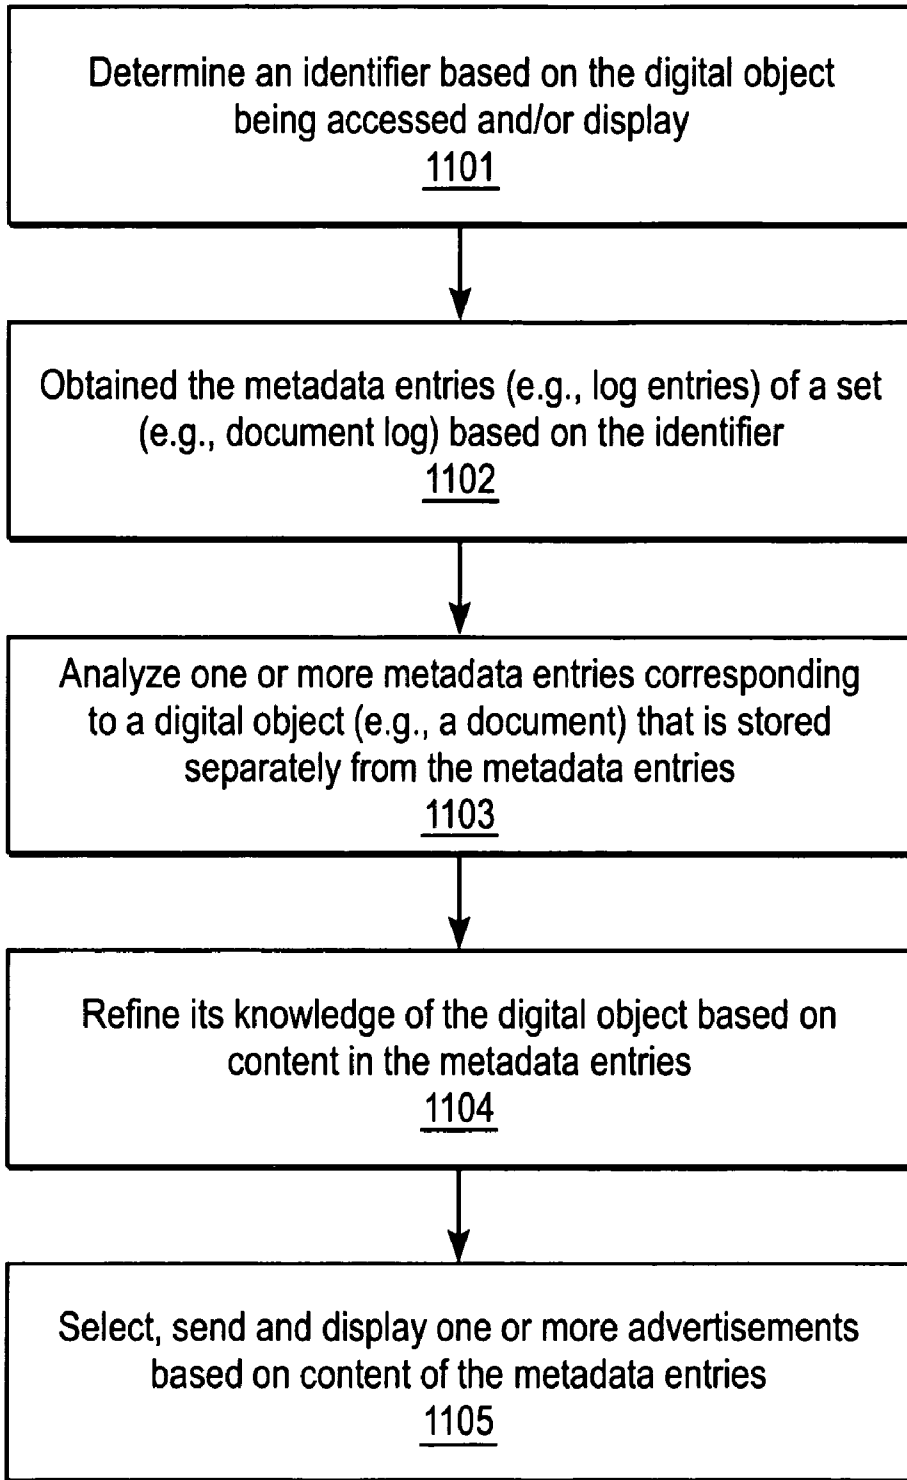 Determine an identifier based on the digital object
being accessed and/or display
1101
Obtained the metadata entries (e.g., log entries) of a set
(e.g., document log) based on the identifier
1102
Analyze one or more metadata entries corresponding
to a digital object (e.g., a document) that is stored
separately from the metadata entries
1103
Refine its knowledge of the digital object based on
content in the metadata entries
1104
Select, send and display one or more advertisements
based on content of the metadata entries
1105